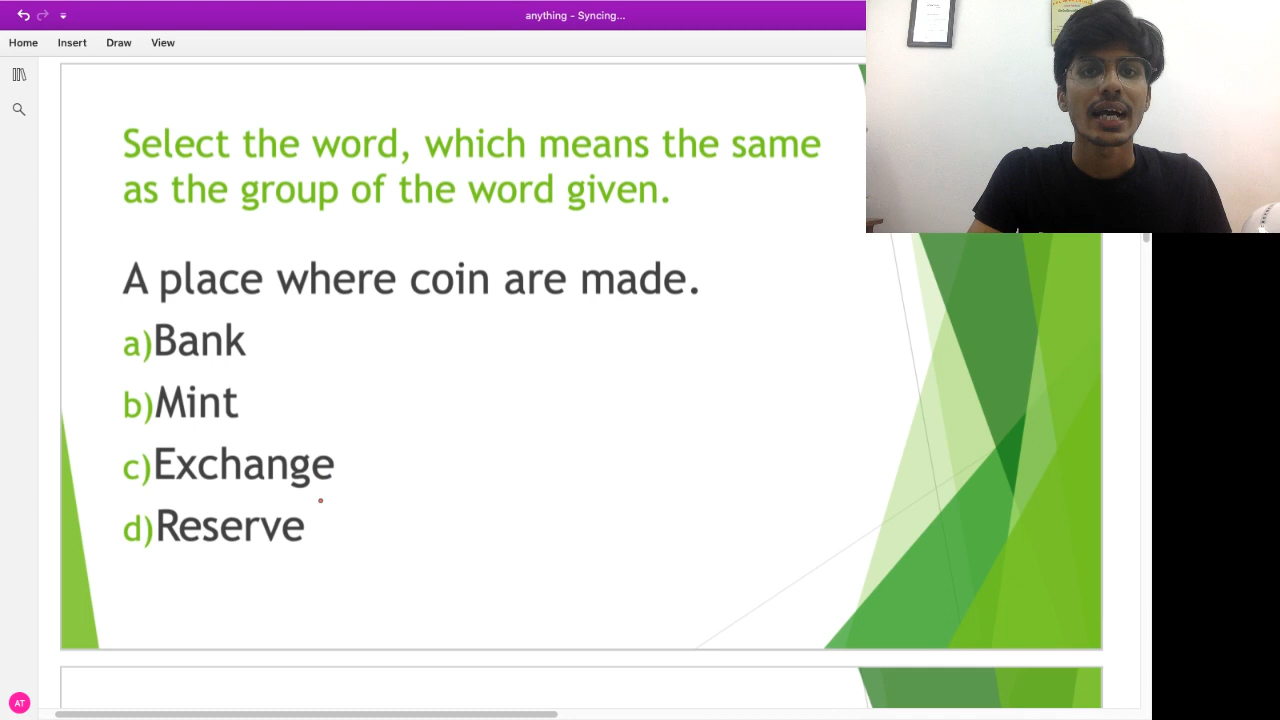 anything - Syncing...
Home Insert Draw View
Select the word, which means the same
as the group of the word given.
A place where coin are made.
a)Bank
b)Mint
c)Exchange
d)Reserve
AT